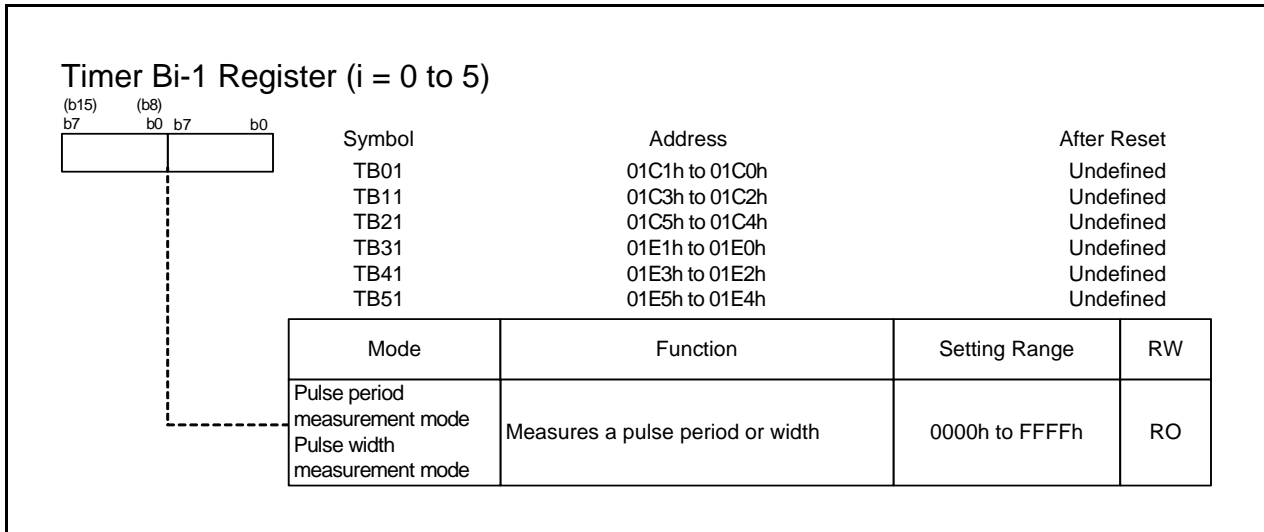 Timer Bi-1 Register (i = 0 to 5)
(b15) (b8)
b7 b0 b7 b0
Symbol Address After Reset
TB01 01C1h to 01C0h Undefined
TB11 01C3h to 01C2h Undefined
TB21 01C5h to 01C4h Undefined
TB31 01E1h to 01E0h Undefined
TB41 01E3h to 01E2h Undefined
TB51 01E5h to 01E4h Undefined
Mode Function Setting Range RW
Pulse period
measurement mode
Pulse width
measurement mode
Measures a pulse period or width 0000h to FFFFh RO